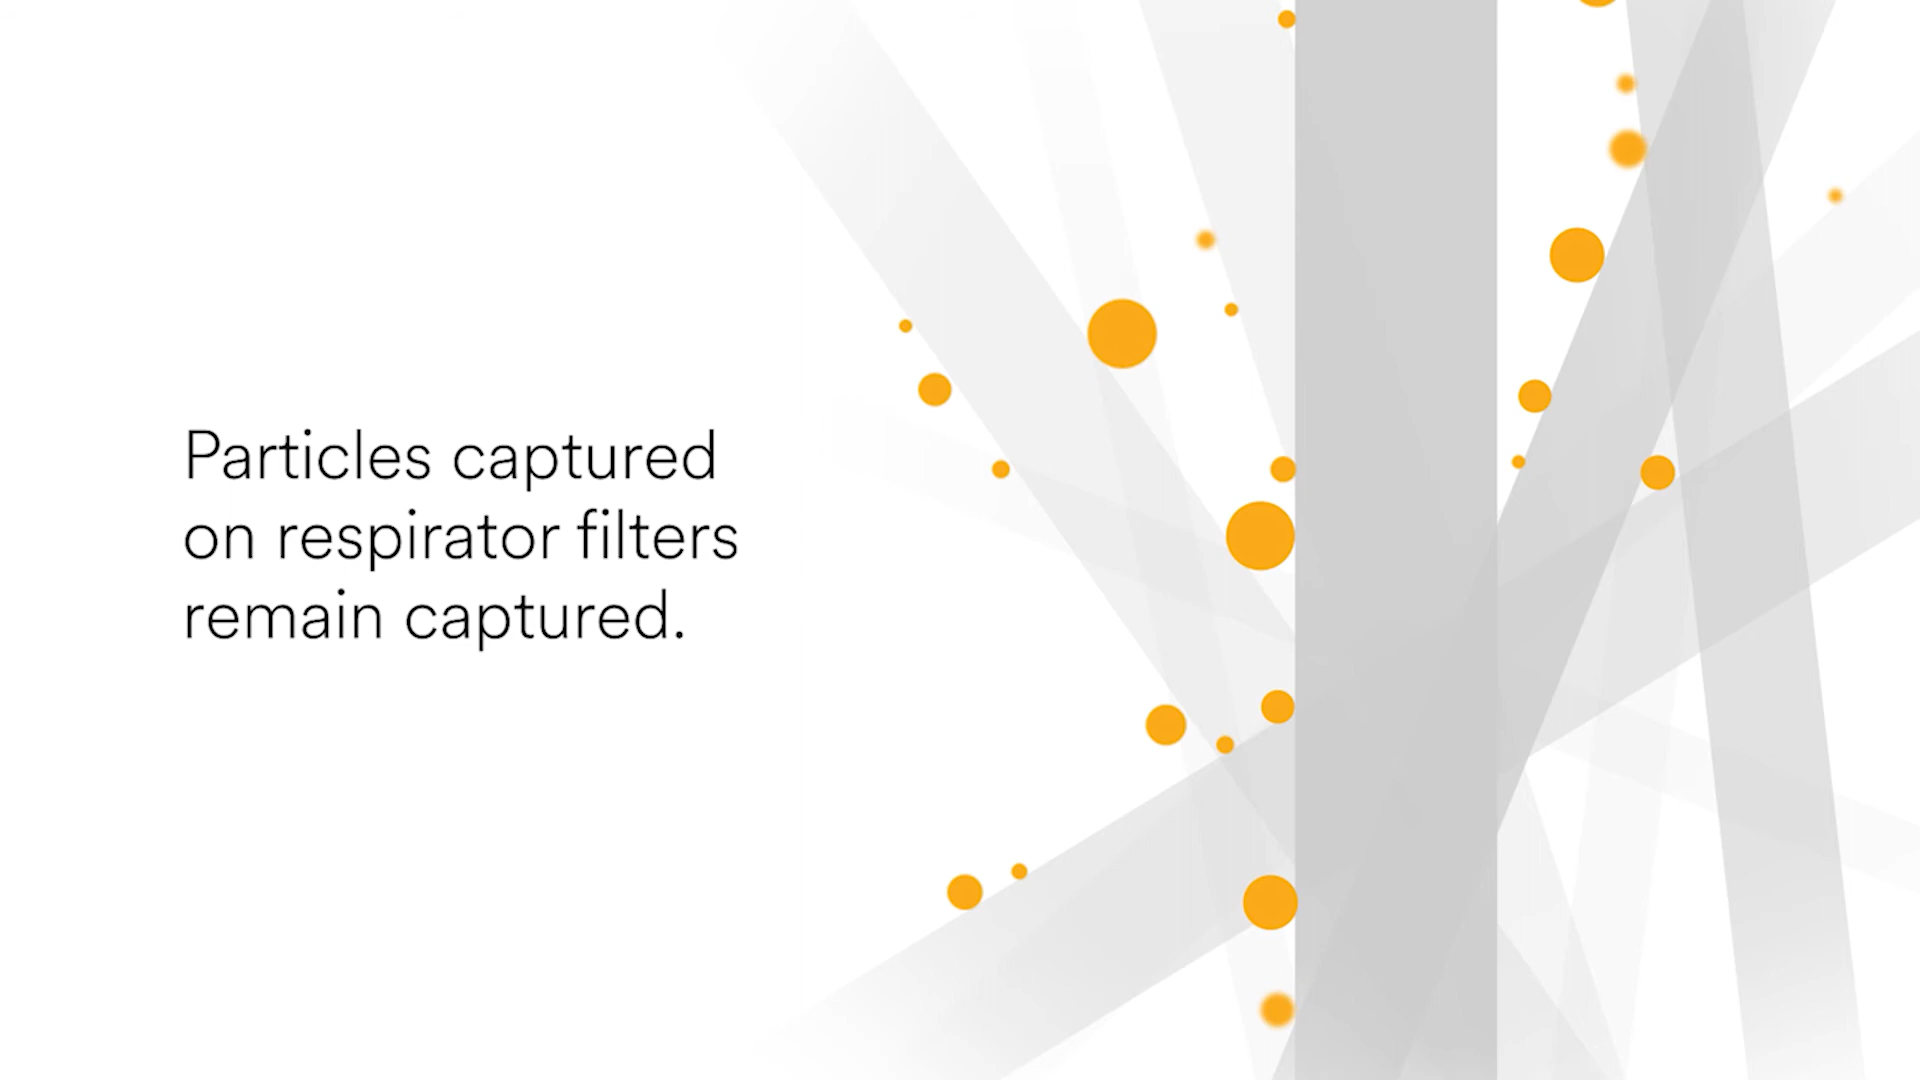 Particles captured
on respirator filters
remain captured.